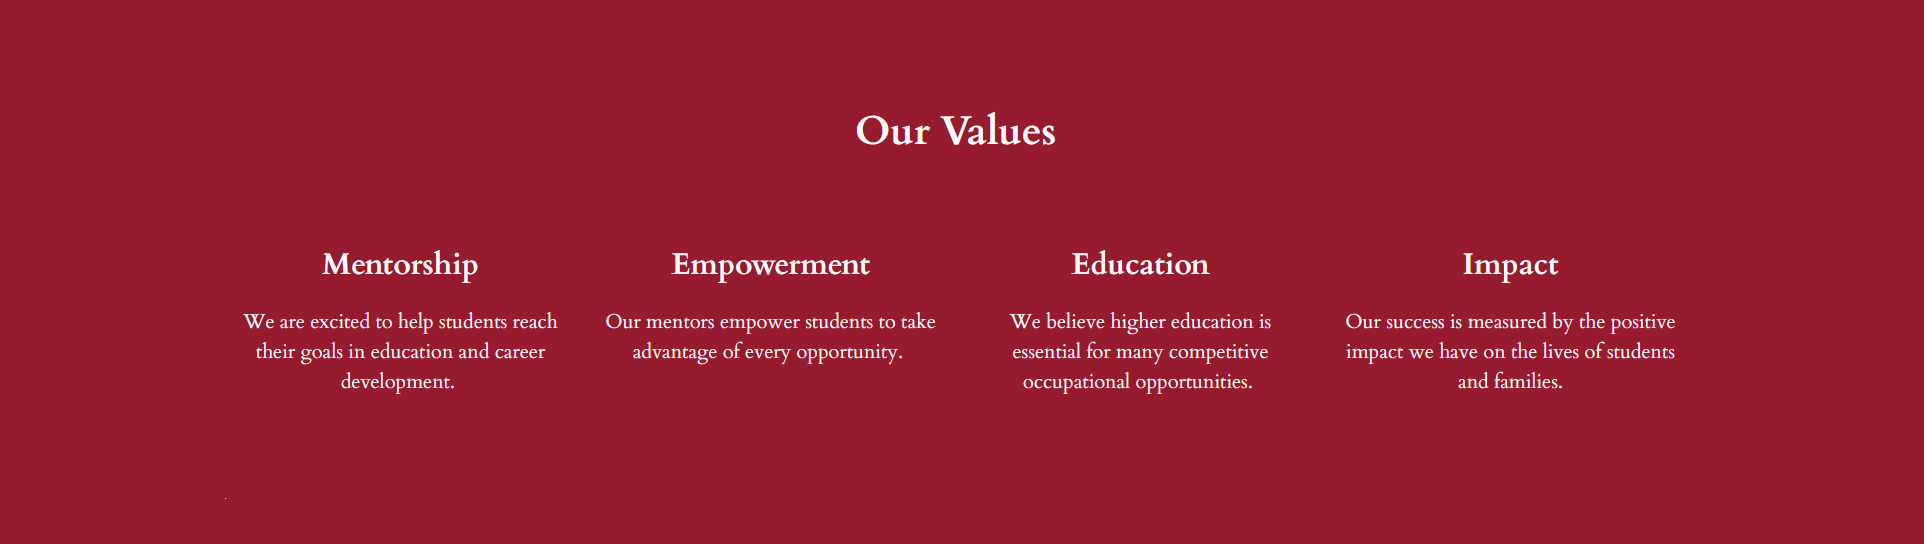 Our Values
Mentorship
We are excited to help students reach
their goals in education and career
development.
Empowerment
Our mentors empower students to take
advantage of every opportunity.
Education
We believe higher education is
essential for many competitive
occupational opportunities.
Impact
Our success is measured by the positive
impact we have on the lives of students
and families.